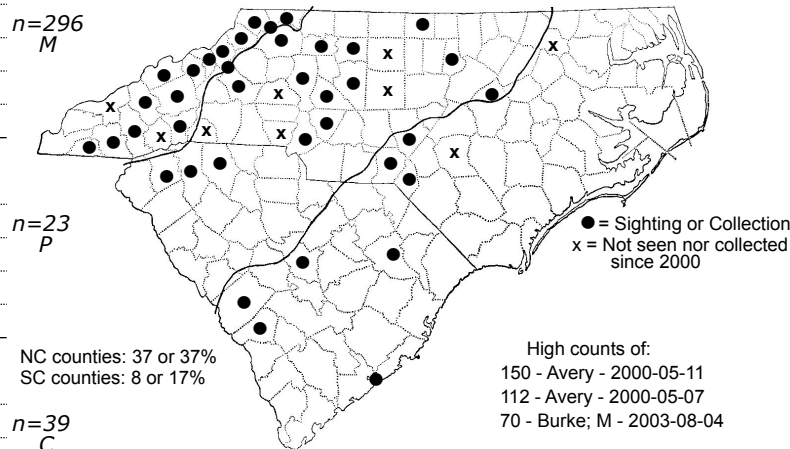 n=296
M
n=23
P
n=39
C
● = Sighting or Collection
x = Not seen nor collected
since 2000
NC counties: 37 or 37%
SC counties: 8 or 17%
High counts of:
150 - Avery - 2000-05-11
112 - Avery - 2000-05-07
70 - Burke; M - 2003-08-04
x
x
x
x
x
x
x
x
x